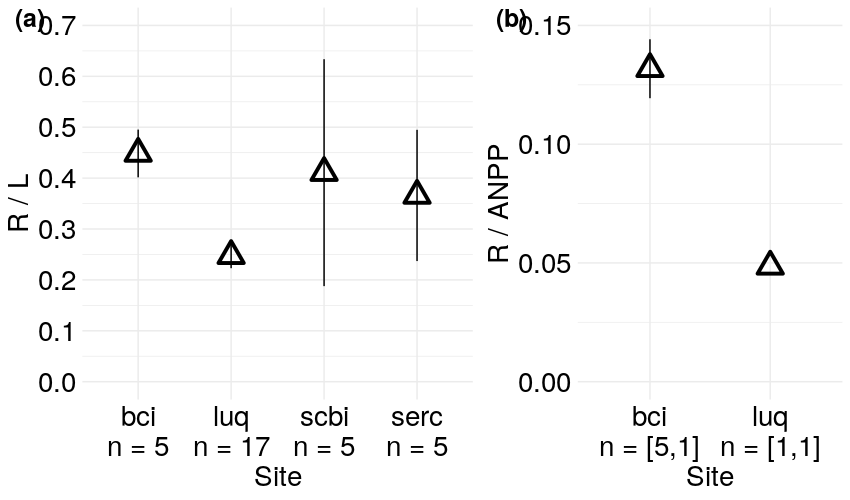 (a)
0.7
0.6
0.5
0.4
0.3
0.2
0.1
0.0
R / L
bci luq scbi serc
n = 5 n = 17 n = 5 n = 5
Site
(b)
0.15
0.10
0.05
0.00
R / ANPP
bci luq
n = [5,1] n = [1,1]
Site